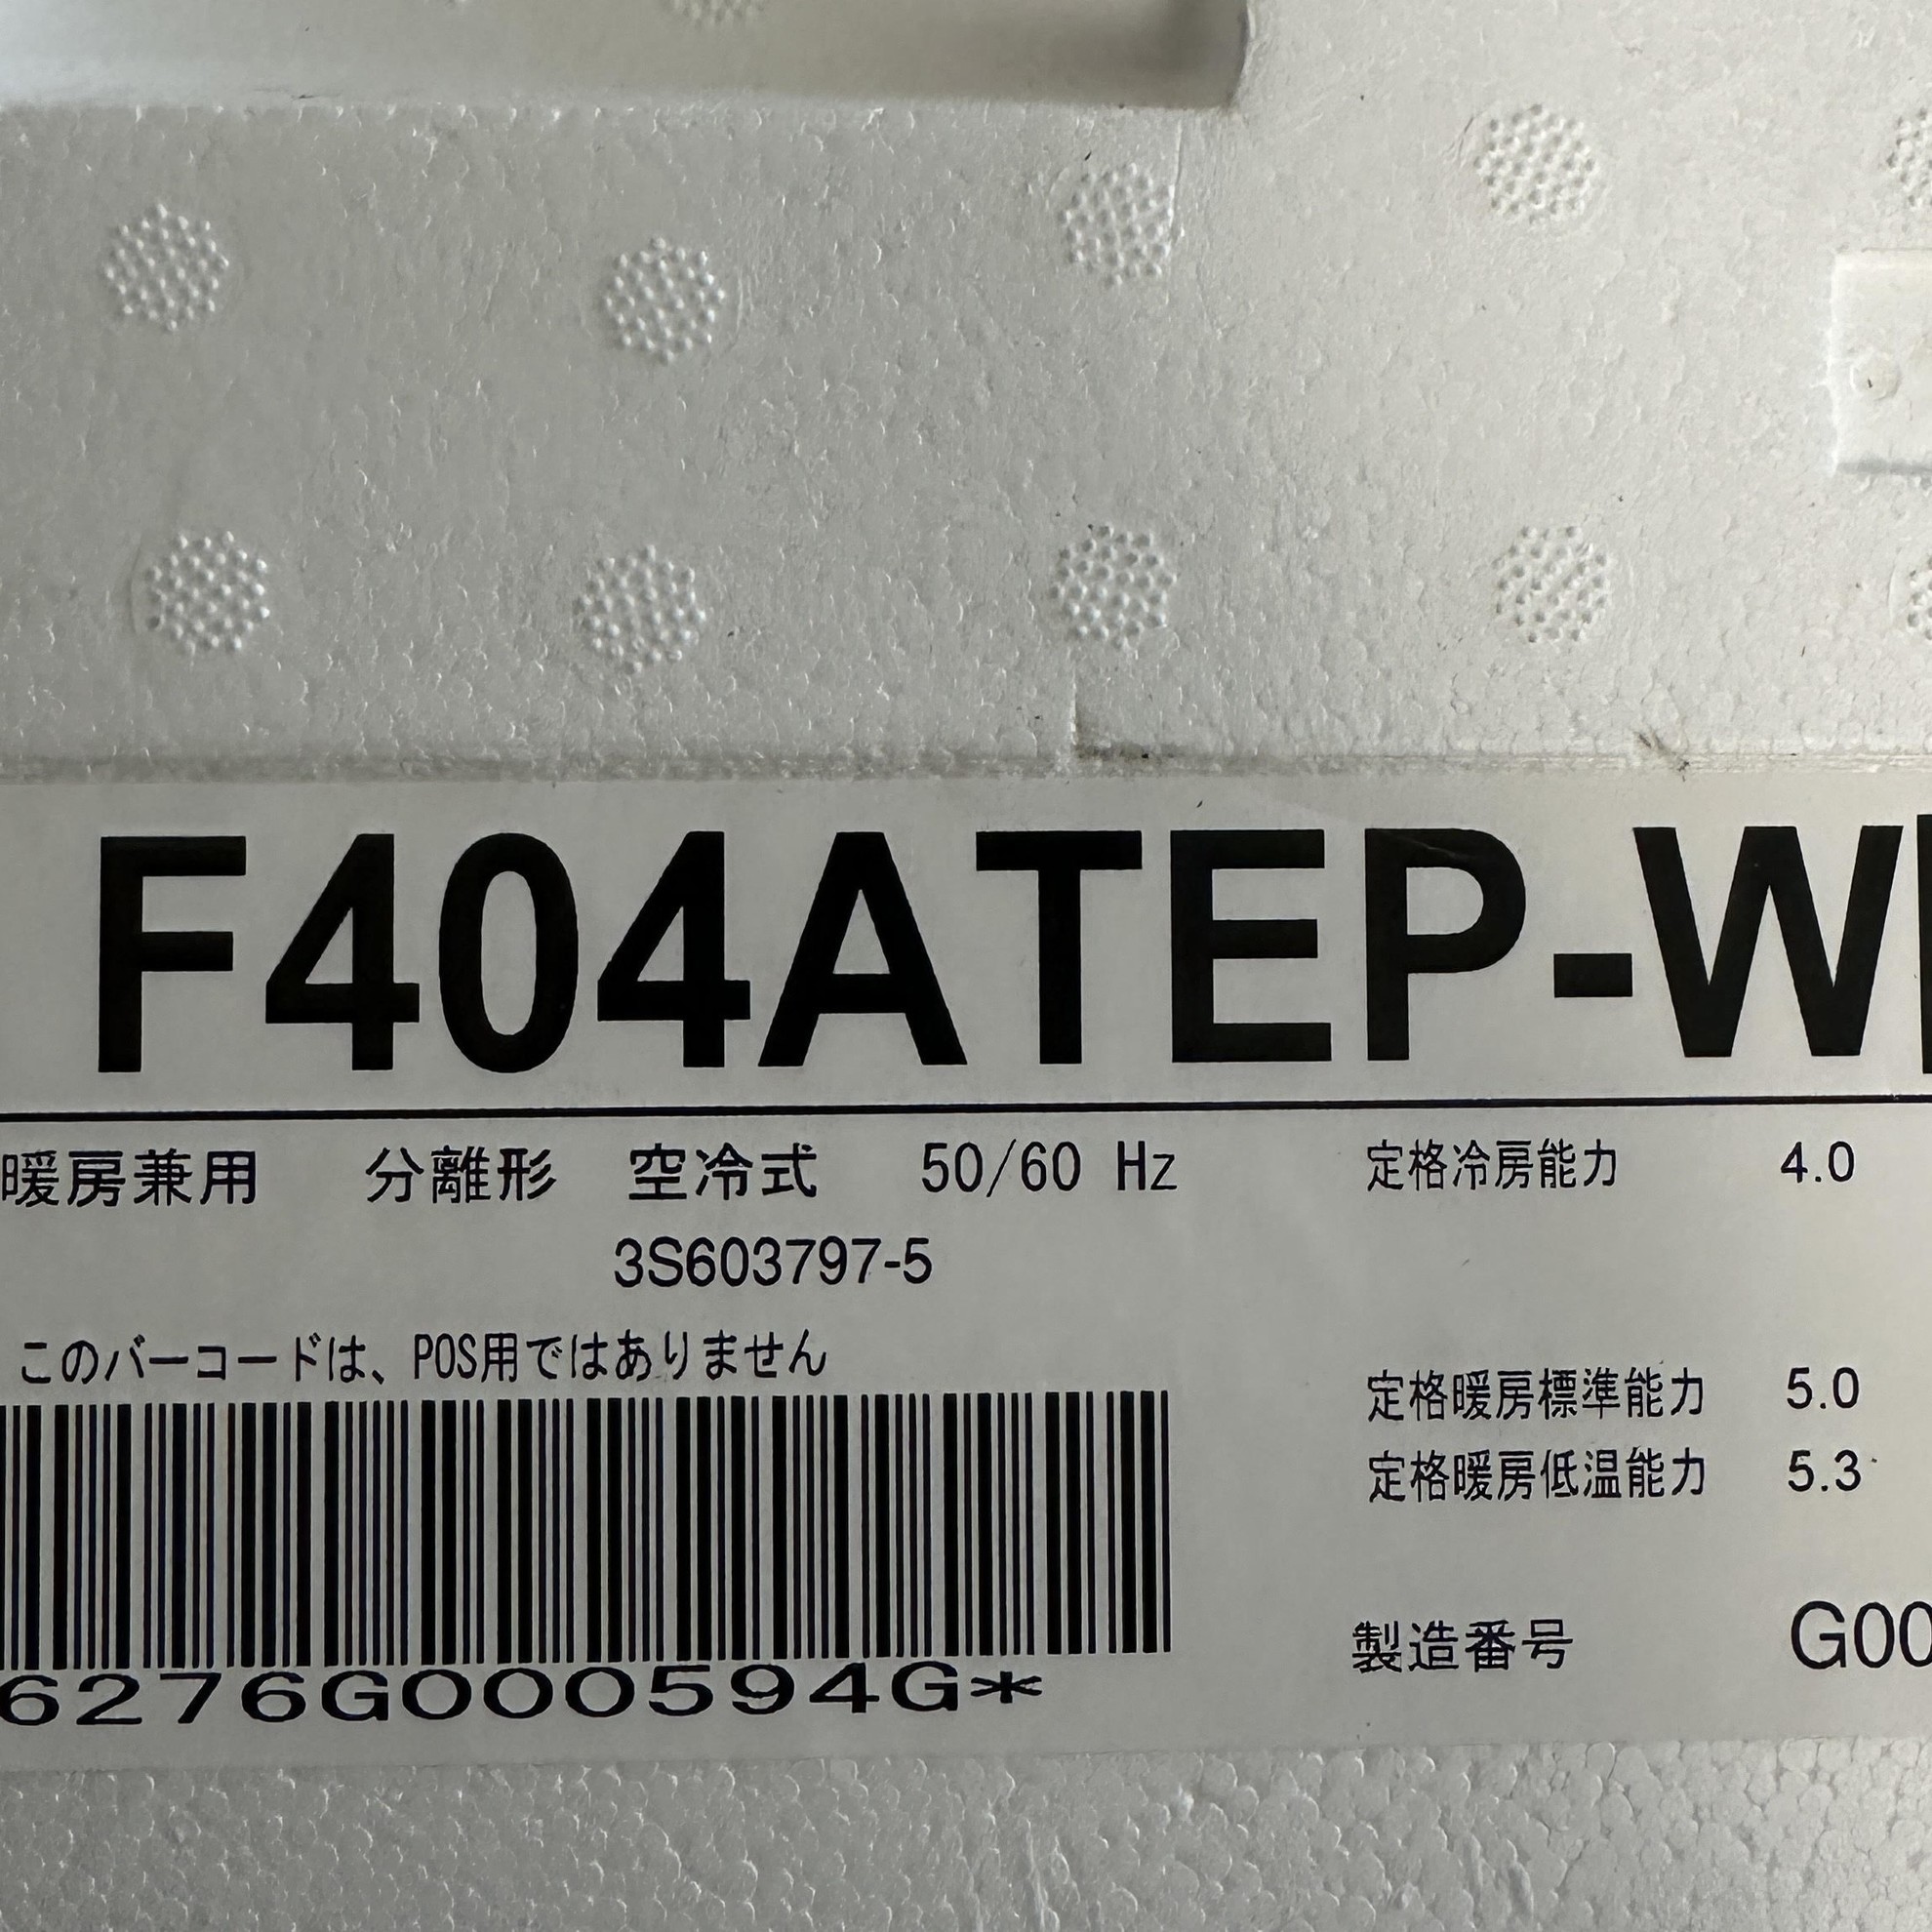 F404ATEP-W
暖房兼用 分離形 空冷式 50/60 Hz
3S603797-5
このバーコードは、POS用ではありません
6276G000594G*
定格冷房能力 4.0
定格暖房標準能力 5.0
定格暖房低温能力 5.3
製造番号 G00